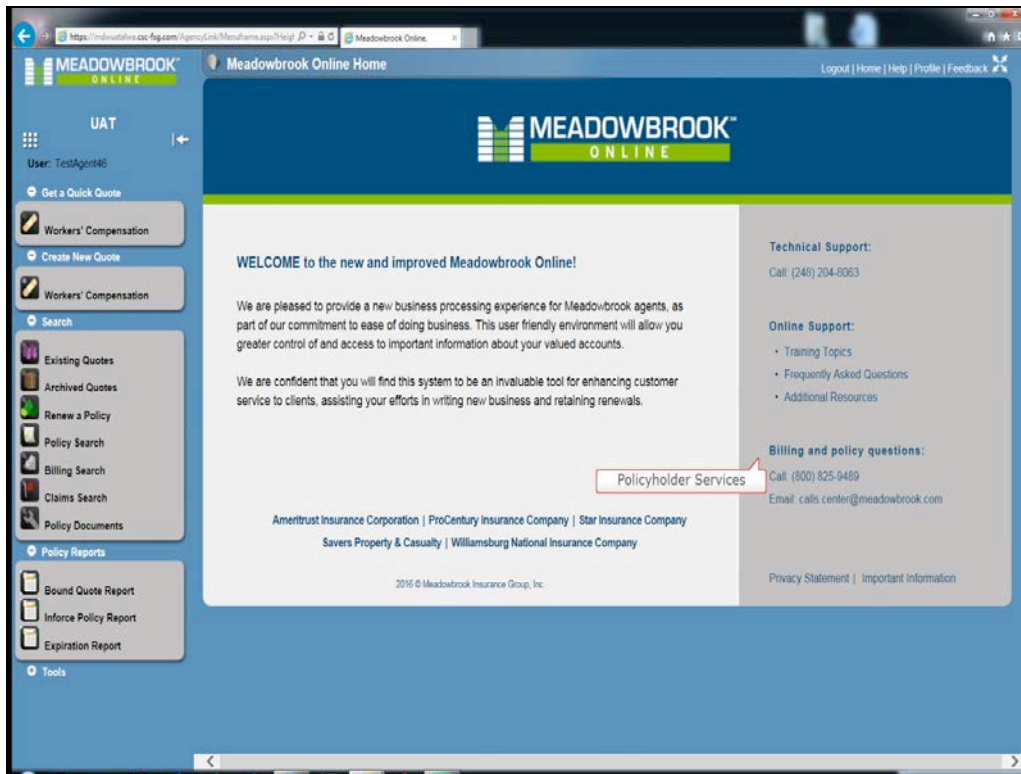 Meadowbrook Online.
MEADOWBROOK™
ONLINE
Meadowbrook Online Home
Logout | Home | Help | Profile | Feedback
UAT
User: TestAgent46
Get a Quick Quote
Workers' Compensation
Create New Quote
Workers' Compensation
Search
Existing Quotes
Archived Quotes
Renew a Policy
Policy Search
Billing Search
Claims Search
Policy Documents
Policy Reports
Bound Quote Report
Inforce Policy Report
Expiration Report
Tools
MEADOWBROOK™
ONLINE
WELCOME to the new and improved Meadowbrook Online!
We are pleased to provide a new business processing experience for Meadowbrook agents, as
part of our commitment to ease of doing business. This user friendly environment will allow you
greater control of and access to important information about your valued accounts.
We are confident that you will find this system to be an invaluable tool for enhancing customer
service to clients, assisting your efforts in writing new business and retaining renewals.
Ameritrust Insurance Corporation | ProCentury Insurance Company | Star Insurance Company
Savers Property & Casualty | Williamsburg National Insurance Company
2016 © Meadowbrook Insurance Group, Inc.
Technical Support:
Call: (248) 204-8063
Online Support:
• Training Topics
• Frequently Asked Questions
• Additional Resources
Billing and policy questions:
Policyholder Services
Call: (800) 825-9489
Email: calls.center@meadowbrook.com
Privacy Statement | Important Information